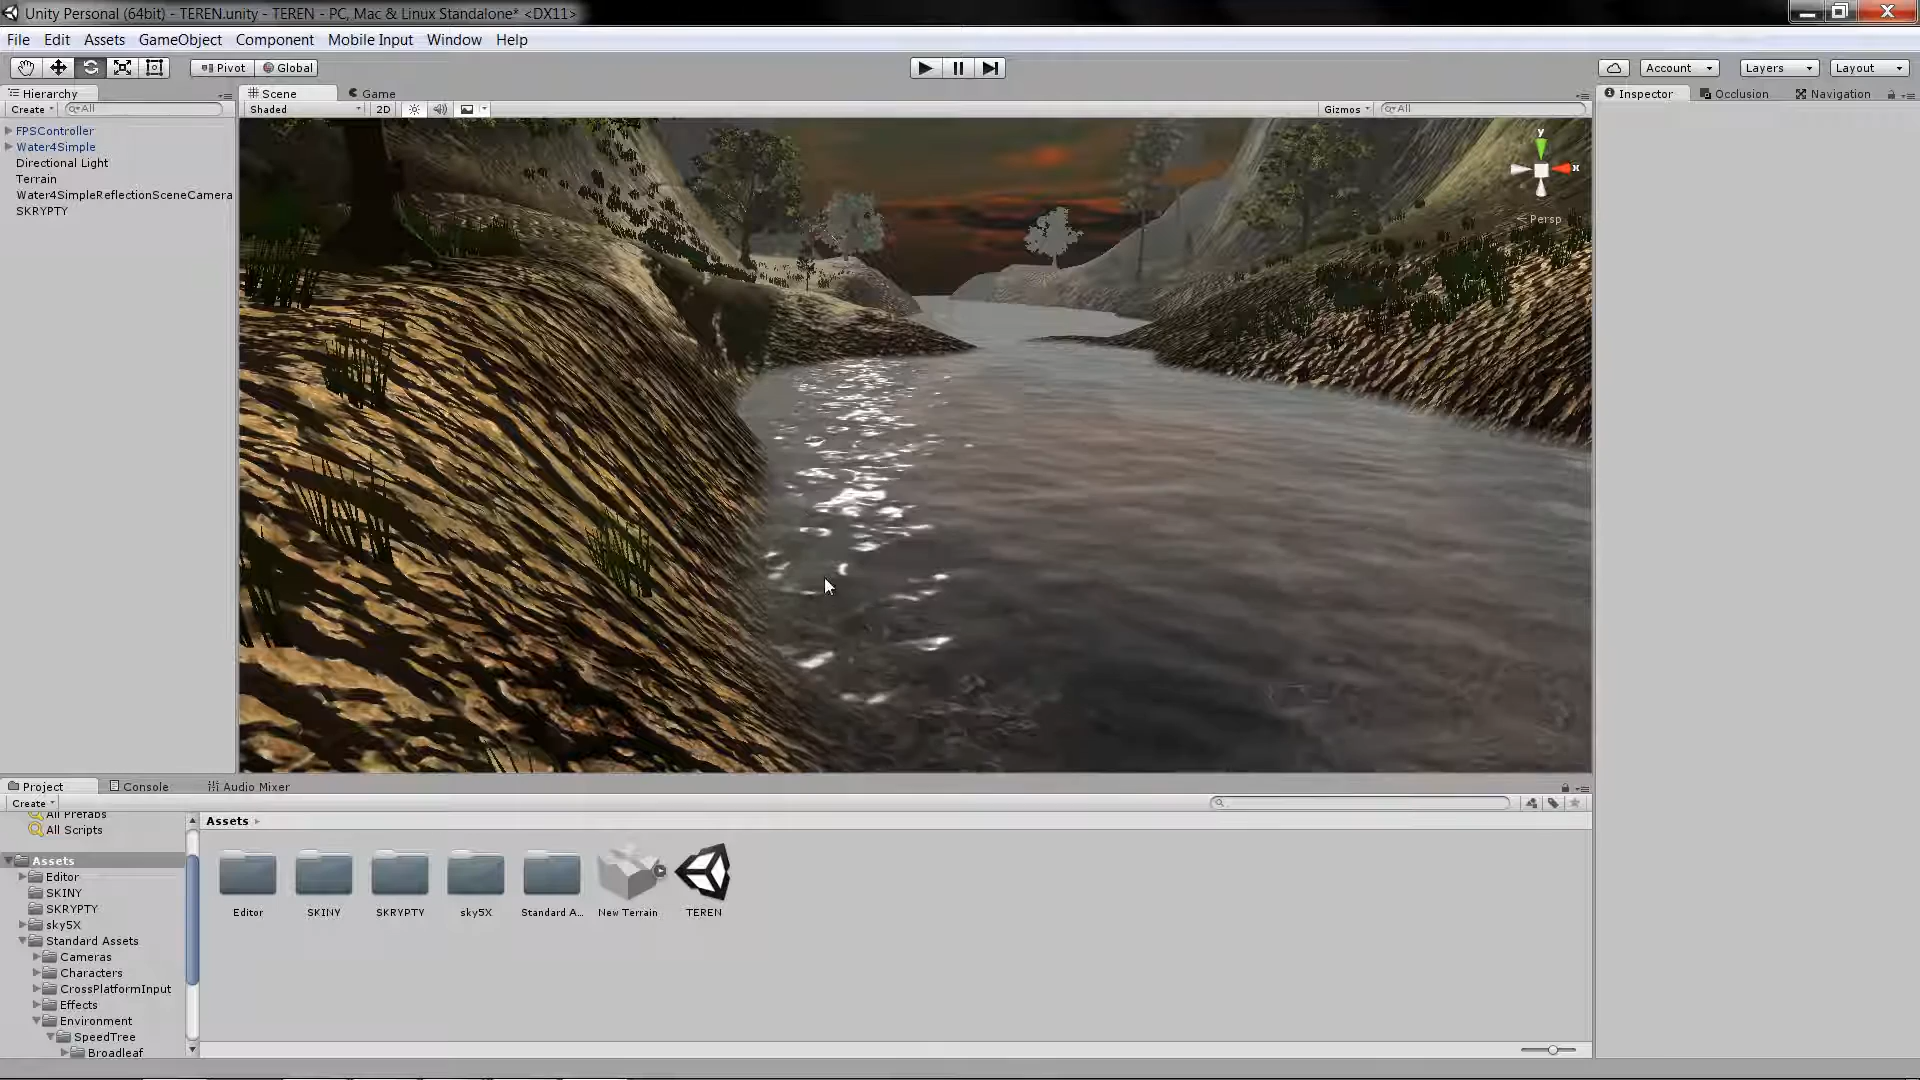 Unity Personal (64bit) - TEREN.unity - TEREN - PC, Mac & Linux Standalone* <DX11>
File Edit Assets GameObject Component Mobile Input Window Help
Pivot Global Account Layers Layout
Hierarchy Scene Game Inspector Occlusion Navigation
Create All Shaded 2D Gizmos All
FPSController
Water4Simple
Directional Light
Terrain
Water4SimpleReflectionSceneCamera
SKRYPTY
y
x
Persp
Project Console Audio Mixer
Create
All Prefabs
All Scripts
Assets
Editor
SKINY
SKRYPTY
sky5X
Standard Assets
Cameras
Characters
CrossPlatformInput
Effects
Environment
SpeedTree
Broadleaf
Assets
Editor SKINY SKRYPTY sky5X Standard A... New Terrain TEREN